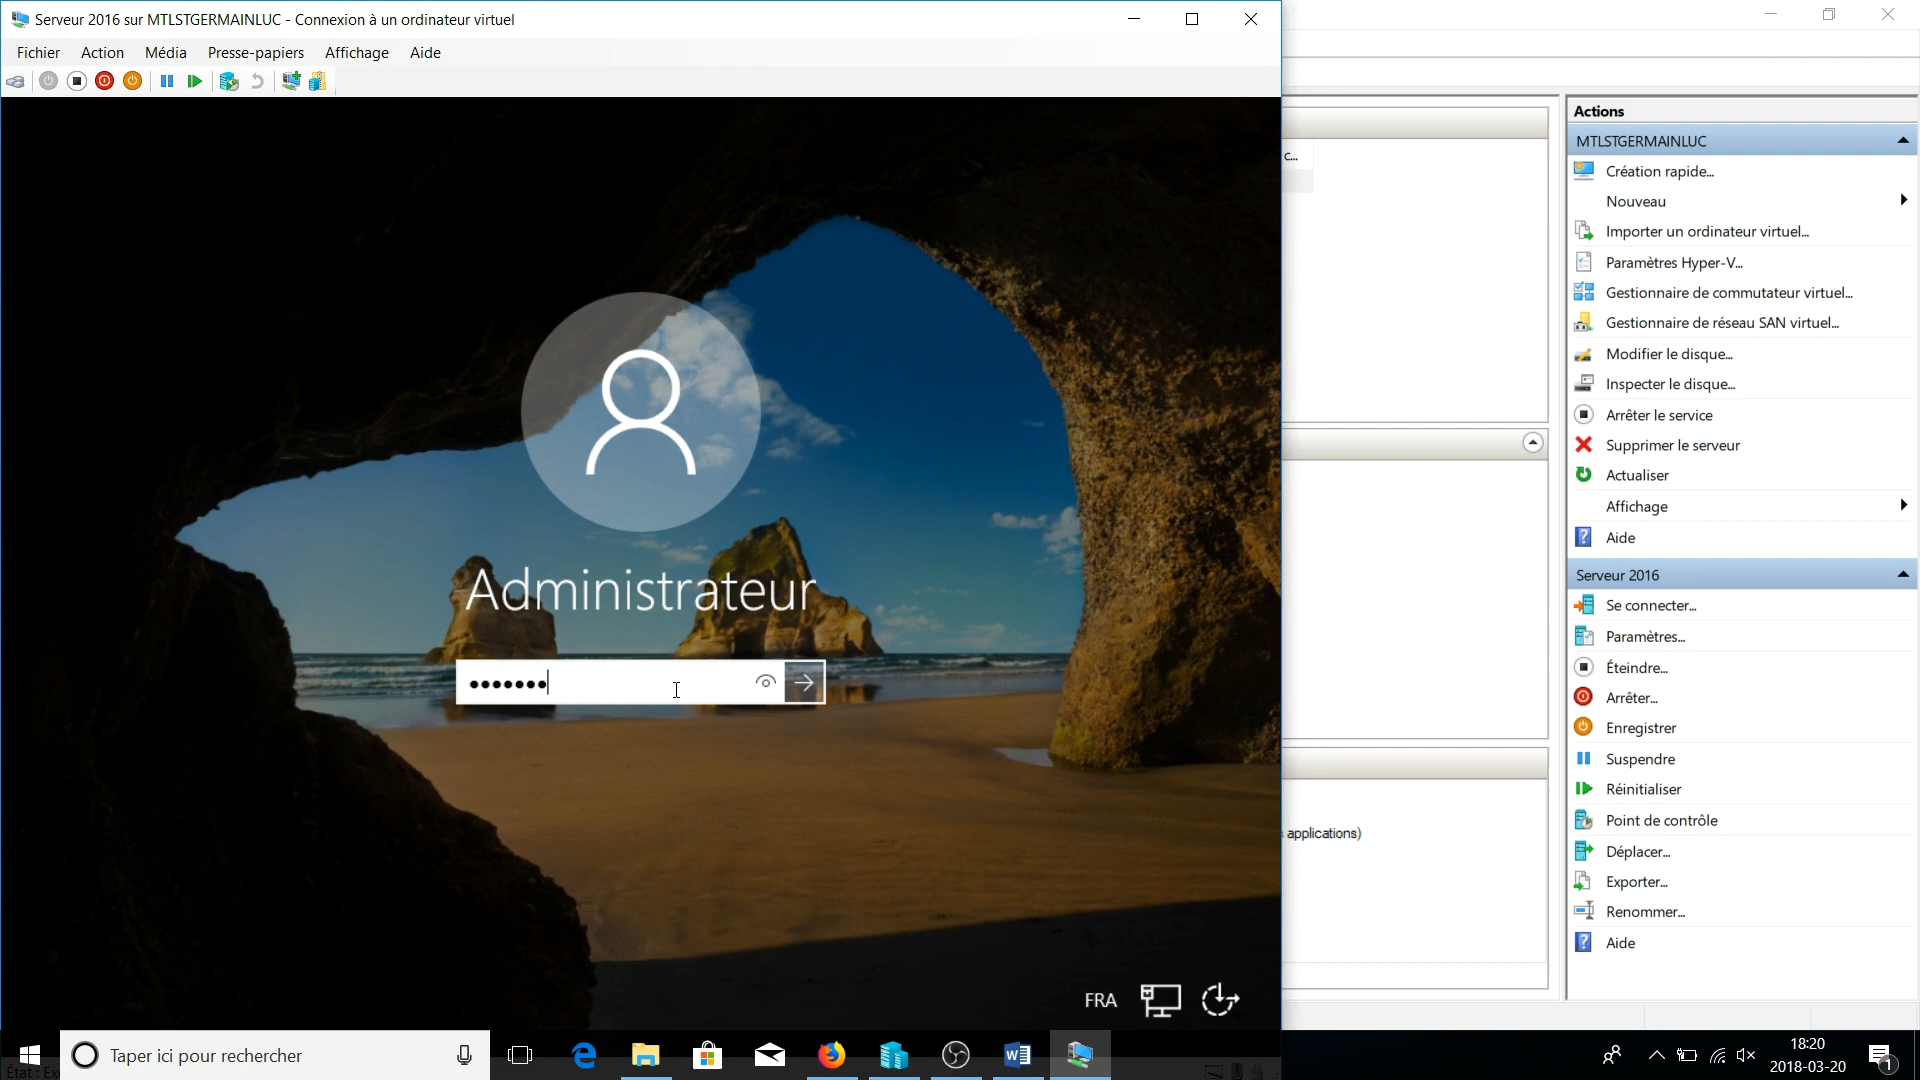 Serveur 2016 sur MTLSTGERMAINLUC - Connexion à un ordinateur virtuel
Fichier Action Média Presse-papiers Affichage Aide
Administrateur
FRA
c...
applications)
Actions
MTLSTGERMAINLUC
Création rapide...
Nouveau
Importer un ordinateur virtuel...
Paramètres Hyper-V...
Gestionnaire de commutateur virtuel...
Gestionnaire de réseau SAN virtuel...
Modifier le disque...
Inspecter le disque...
Arrêter le service
Supprimer le serveur
Actualiser
Affichage
Aide
Serveur 2016
Se connecter...
Paramètres...
Éteindre...
Arrêter...
Enregistrer
Suspendre
Réinitialiser
Point de contrôle
Déplacer...
Exporter...
Renommer...
Aide
Taper ici pour rechercher
18:20
2018-03-20
1